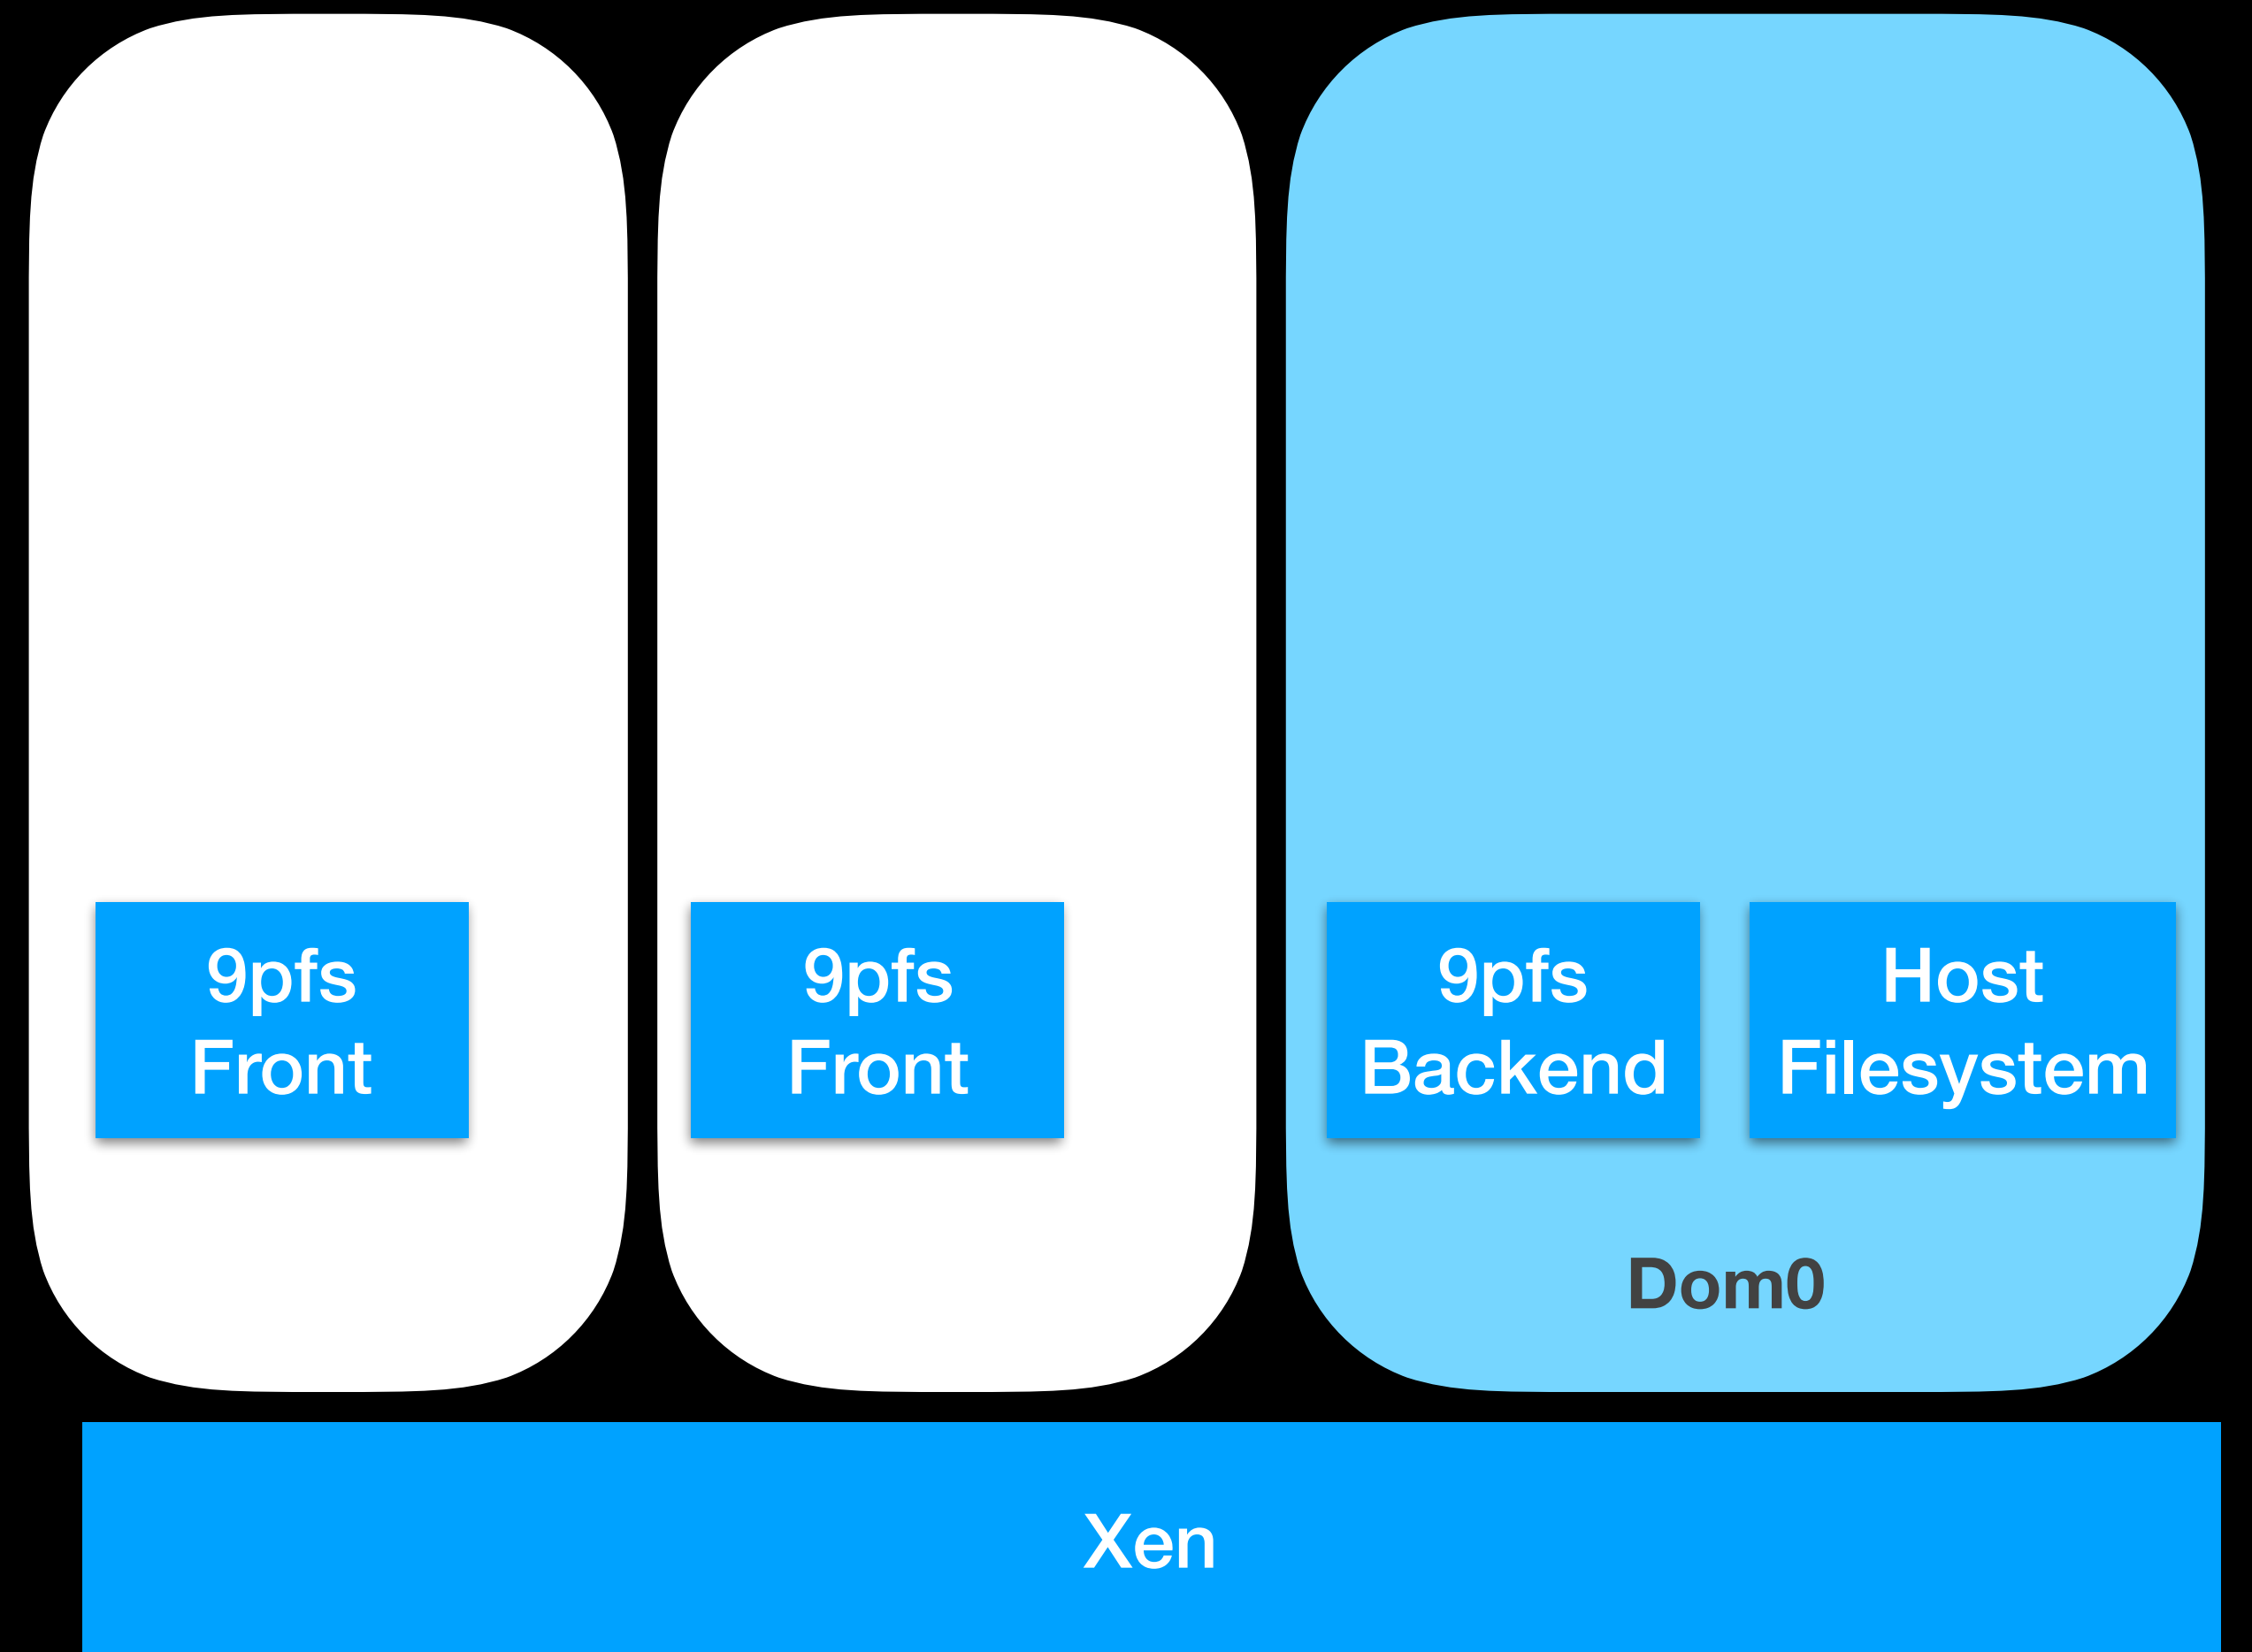 9pfs
Front
9pfs
Front
9pfs
Backend
Host
Filesystem
Dom0
Xen